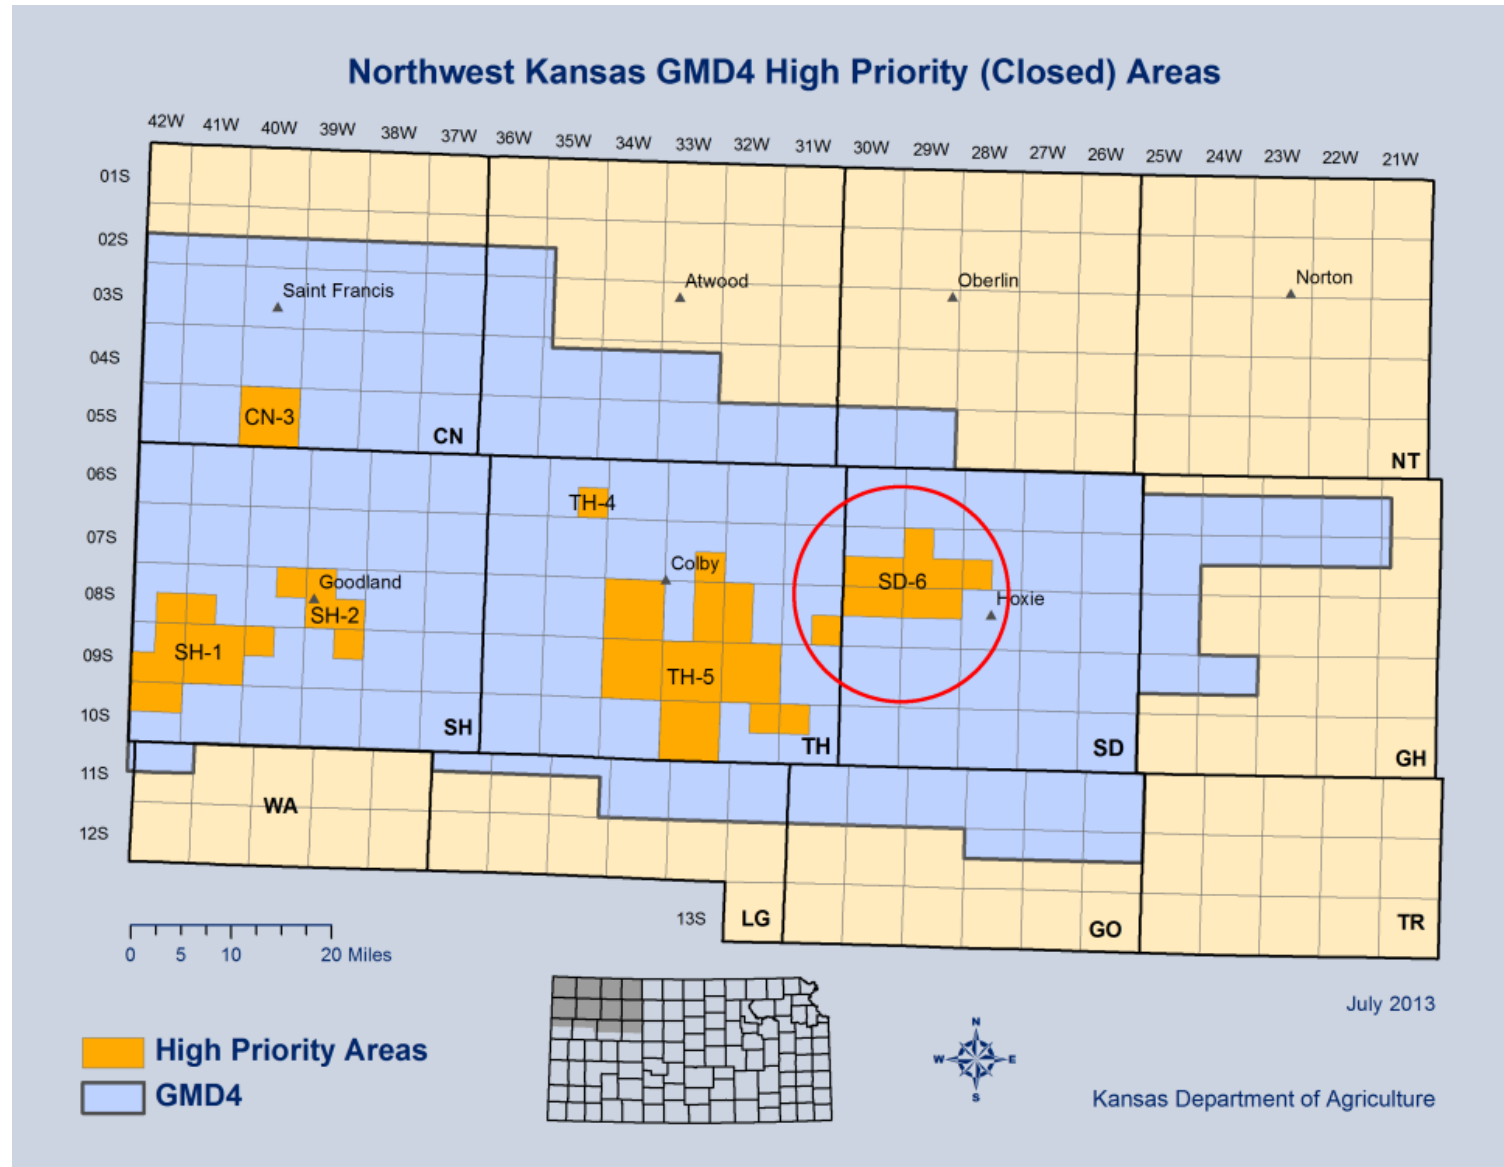 Northwest Kansas GMD4 High Priority (Closed) Areas
42W 41W 40W 39W 38W 37W 36W 35W 34W 33W 32W 31W 30W 29W 28W 27W 26W 25W 24W 23W 22W 21W
01S
02S
03S
04S
05S
06S
07S
08S
09S
10S
11S
12S
13S
Saint Francis
Atwood
Oberlin
Norton
CN-3
CN
NT
TH-4
Colby
Goodland
SD-6
Hoxie
SH-2
SH-1
TH-5
SH
TH
SD
GH
WA
LG
GO
TR
0 5 10 20 Miles
July 2013
High Priority Areas
GMD4
N
W E
S
Kansas Department of Agriculture